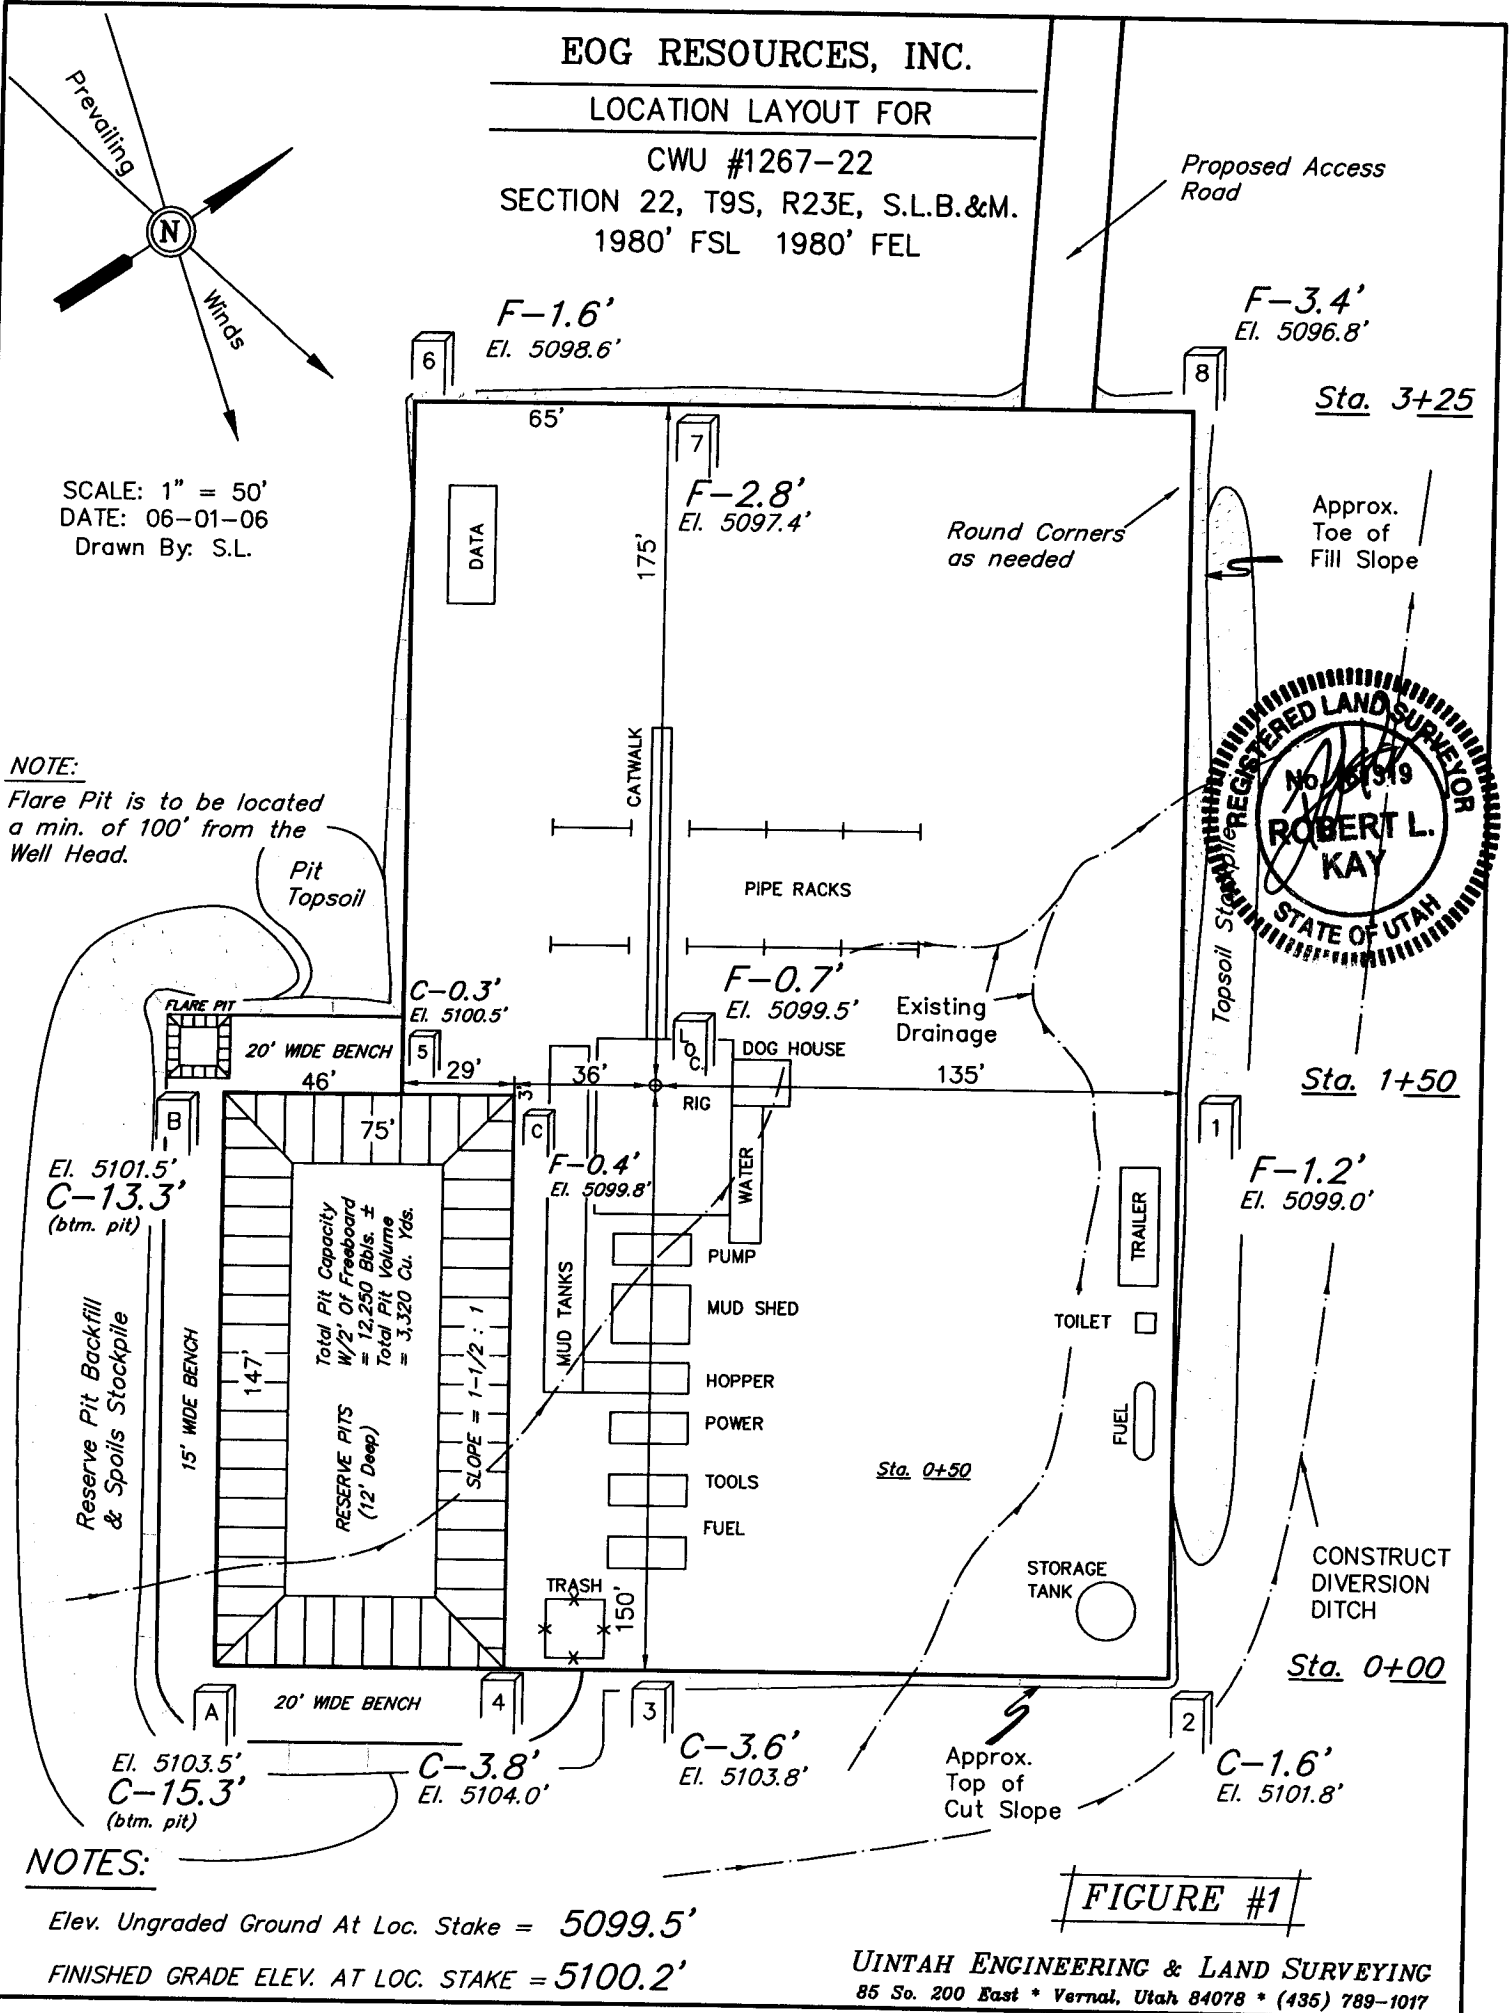 EOG RESOURCES, INC.
LOCATION LAYOUT FOR
CWU #1267-22
SECTION 22, T9S, R23E, S.L.B.&M.
1980' FSL 1980' FEL
Prevailing
N
Winds
SCALE: 1" = 50'
DATE: 06-01-06
Drawn By: S.L.
Proposed Access
Road
F-1.6'
El. 5098.6'
6
F-3.4'
El. 5096.8'
8
Sta. 3+25
65'
7
F-2.8'
El. 5097.4'
175'
DATA
Round Corners
as needed
Approx.
Toe of
Fill Slope
REGISTERED LAND SURVEYOR
ROBERT L.
KAY
STATE OF UTAH
NOTE:
Flare Pit is to be located
a min. of 100' from the
Well Head.
Pit
Topsoil
CATWALK
PIPE RACKS
Topsoil Stockpile
FLARE PIT
C-0.3'
El. 5100.5'
5
F-0.7'
El. 5099.5'
LOC.
Existing
Drainage
20' WIDE BENCH
DOG HOUSE
46'
29'
3'
36'
135'
RIG
Sta. 1+50
B
75'
C
1
El. 5101.5'
C-13.3'
(btm. pit)
F-0.4'
El. 5099.8'
WATER
F-1.2'
El. 5099.0'
TRAILER
Total Pit Capacity
W/2' Of Freeboard
= 12,250 Bbls. ±
Total Pit Volume
= 3,320 Cu. Yds.
PUMP
MUD TANKS
MUD SHED
TOILET
Reserve Pit Backfill
& Spoils Stockpile
15' WIDE BENCH
147'
RESERVE PITS
(12' Deep)
SLOPE = 1-1/2 : 1
HOPPER
POWER
FUEL
TOOLS
Sta. 0+50
FUEL
TRASH
150'
STORAGE
TANK
CONSTRUCT
DIVERSION
DITCH
Sta. 0+00
A
20' WIDE BENCH
4
3
2
El. 5103.5'
C-15.3'
(btm. pit)
C-3.8'
El. 5104.0'
C-3.6'
El. 5103.8'
Approx.
Top of
Cut Slope
C-1.6'
El. 5101.8'
NOTES:
Elev. Ungraded Ground At Loc. Stake = 5099.5'
FINISHED GRADE ELEV. AT LOC. STAKE = 5100.2'
FIGURE #1
UINTAH ENGINEERING & LAND SURVEYING
85 So. 200 East * Vernal, Utah 84078 * (435) 789-1017